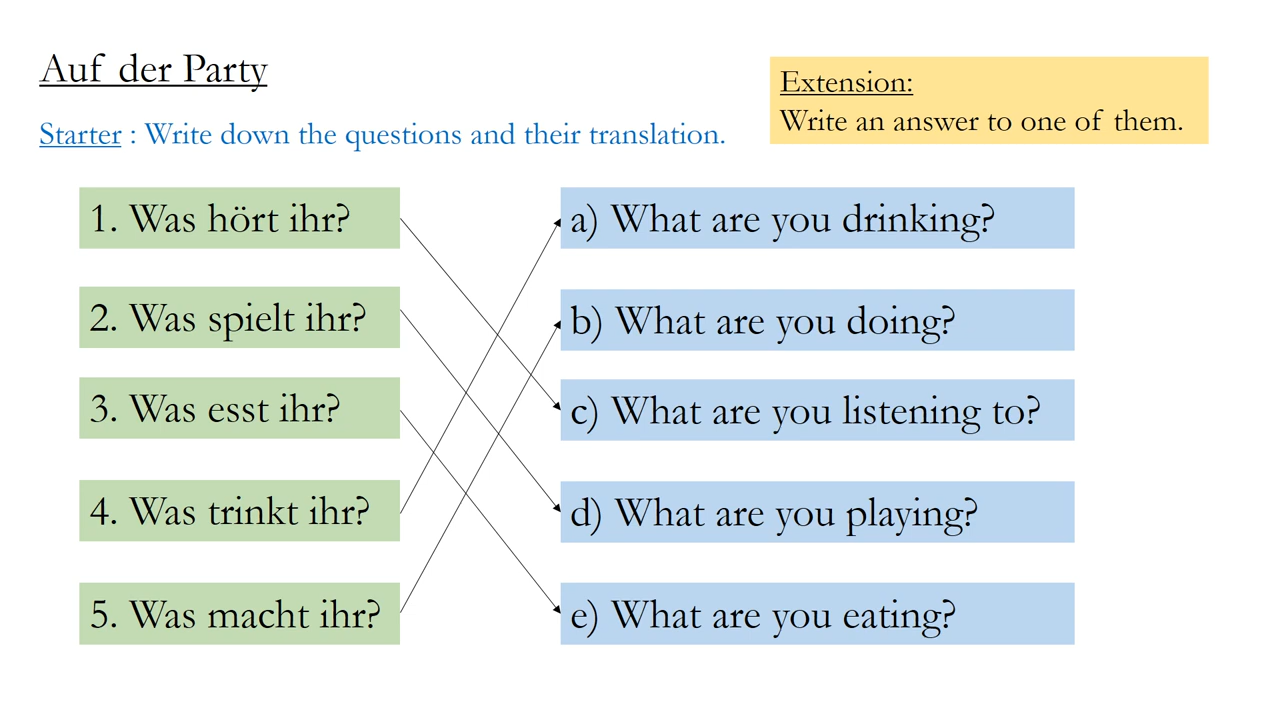 Auf der Party
Extension:
Write an answer to one of them.
Starter : Write down the questions and their translation.
1. Was hört ihr?
a) What are you drinking?
2. Was spielt ihr?
b) What are you doing?
3. Was esst ihr?
c) What are you listening to?
4. Was trinkt ihr?
d) What are you playing?
5. Was macht ihr?
e) What are you eating?